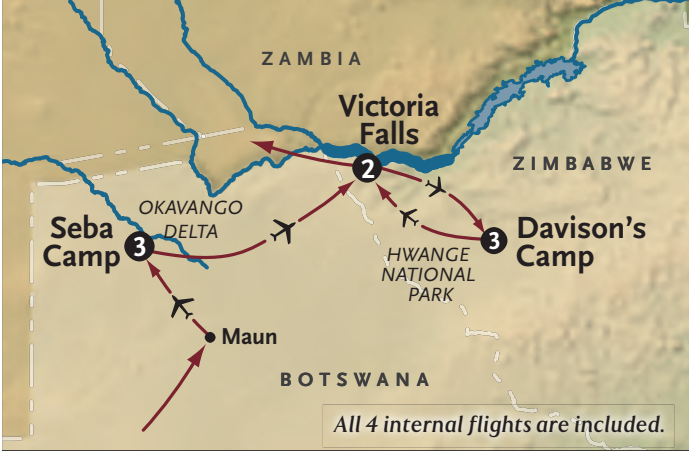 ZAMBIA
Victoria
Falls
2
ZIMBABWE
OKAVANGO
DELTA
Seba
Camp
3
3
Davison's
Camp
HWANGE
NATIONAL
PARK
Maun
BOTSWANA
All 4 internal flights are included.